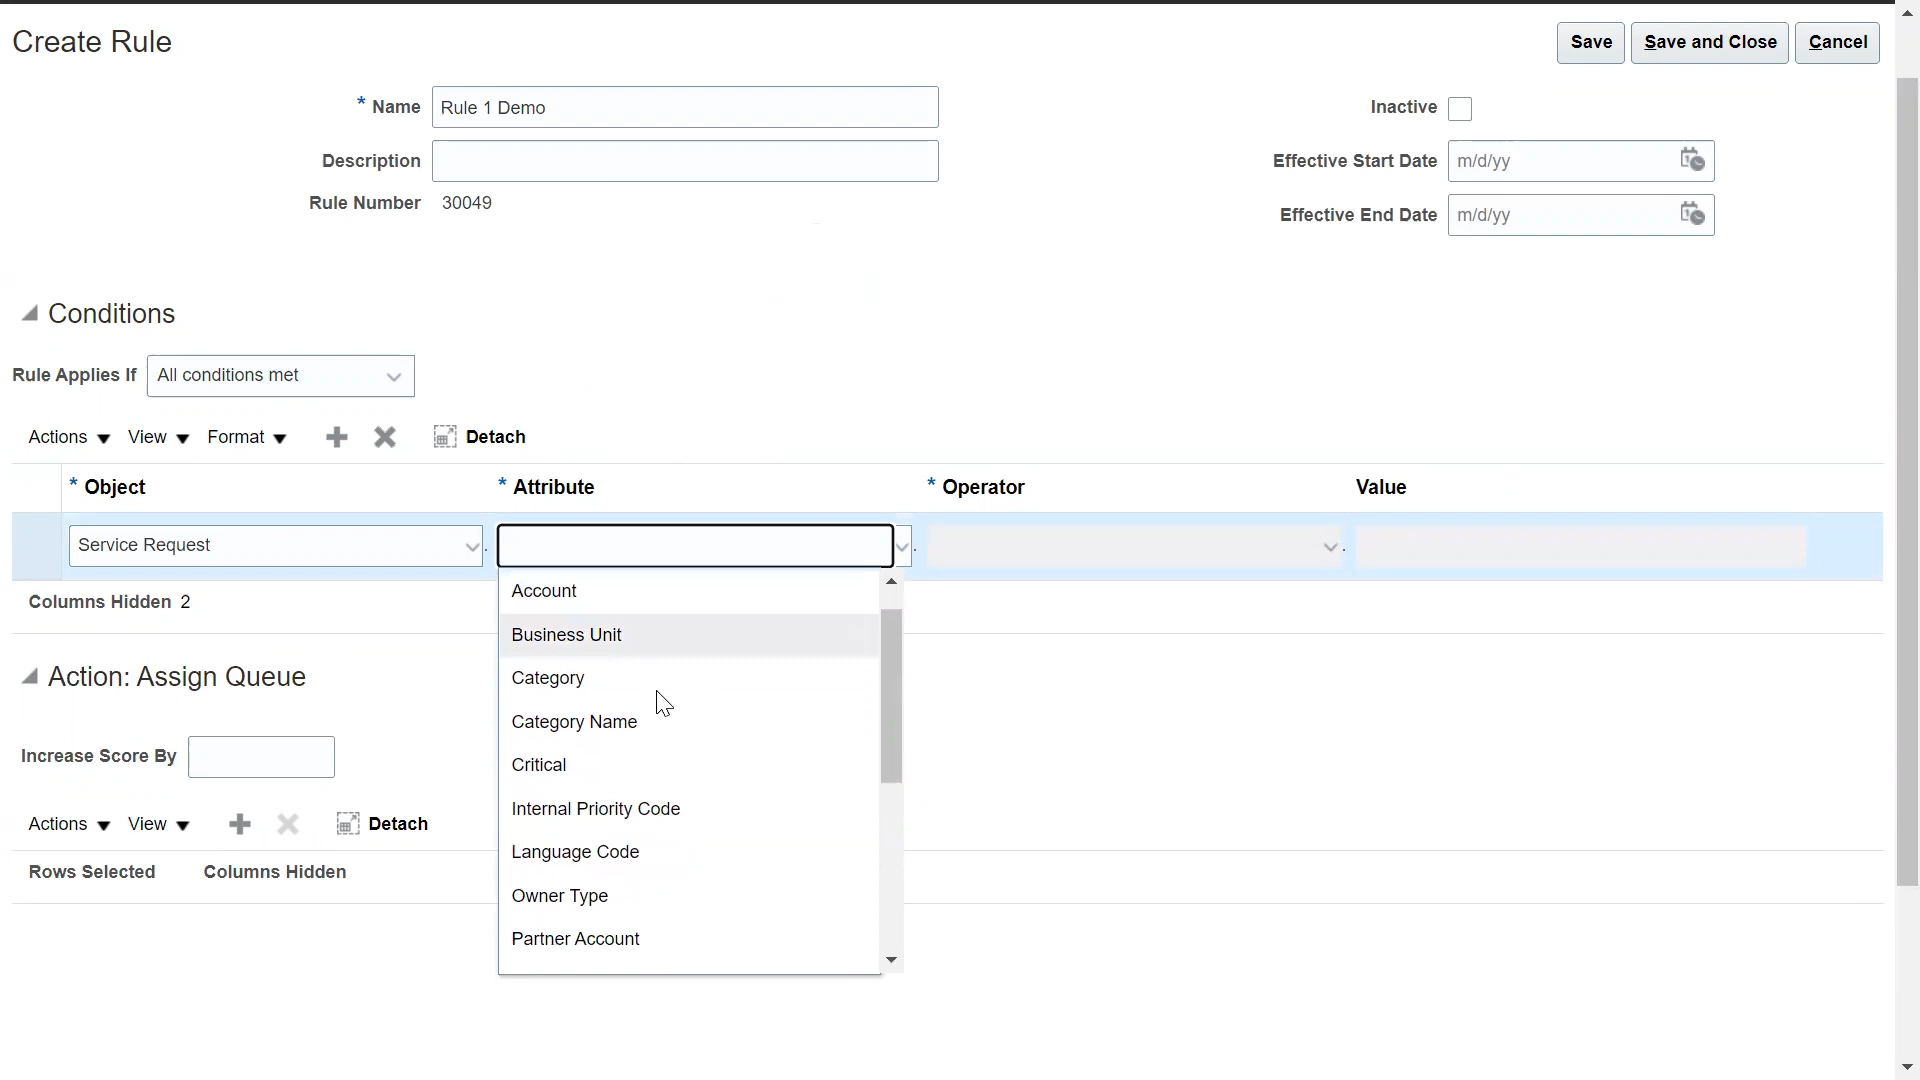 Create Rule
Save Save and Close Cancel
* Name Rule 1 Demo Inactive
Description Effective Start Date m/d/yy
Rule Number 30049 Effective End Date m/d/yy
Conditions
Rule Applies If All conditions met
Actions View Format Detach
* Object * Attribute * Operator Value
Service Request
Account
Columns Hidden 2
Business Unit
Action: Assign Queue
Category
Category Name
Increase Score By
Critical
Internal Priority Code
Actions View Detach
Language Code
Rows Selected Columns Hidden
Owner Type
Partner Account